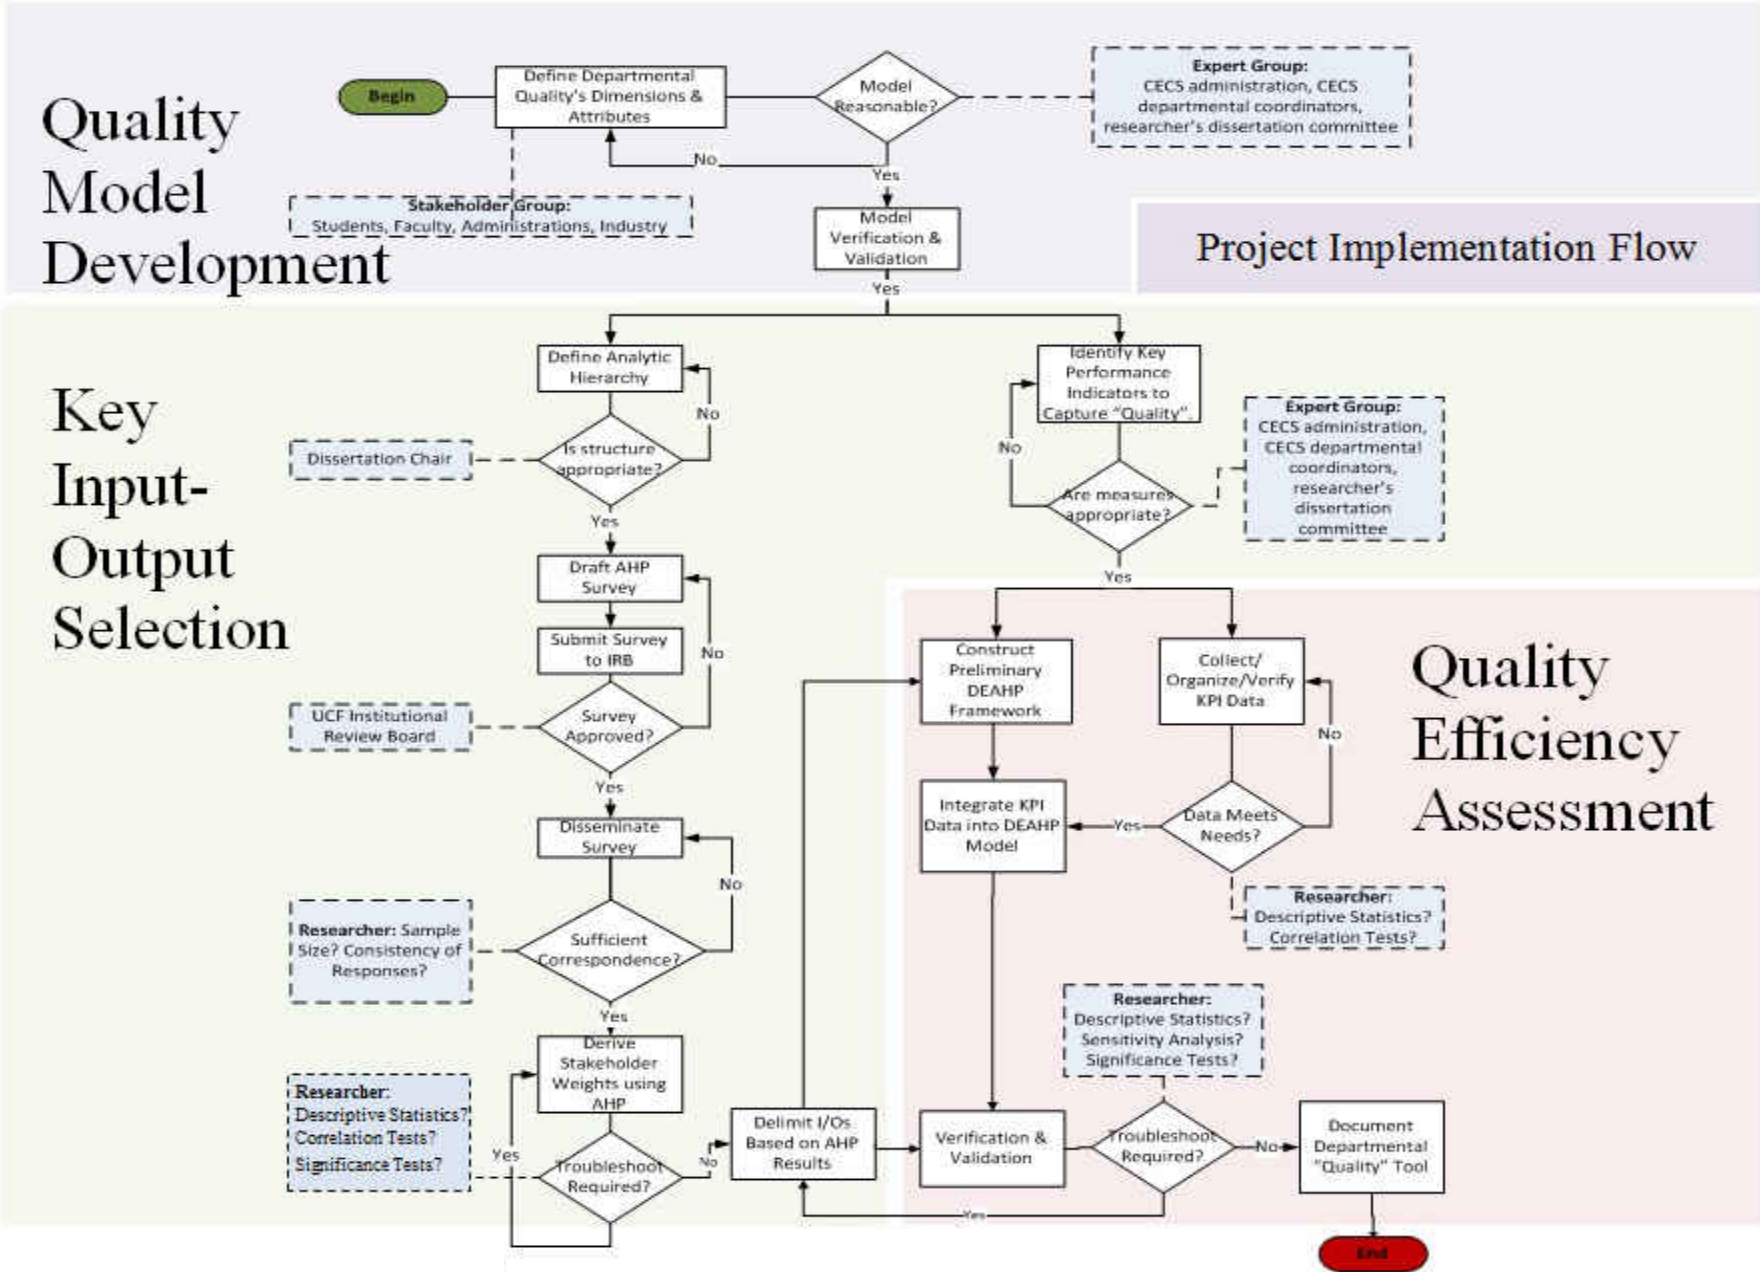 Quality
Model
Development
Begin
Define Departmental
Quality's Dimensions &
Attributes
Model
Reasonable?
Expert Group:
CECS administration, CECS
departmental coordinators,
researcher's dissertation committee
No
Yes
Stakeholder Group:
Students, Faculty, Administrations, Industry
Model
Verification &
Validation
Yes
Project Implementation Flow
Key
Input-
Output
Selection
Define Analytic
Hierarchy
No
Is structure
appropriate?
Dissertation Chair
Yes
Draft AHP
Survey
Submit Survey
to IRB
No
Survey
Approved?
UCF Institutional
Review Board
Yes
Disseminate
Survey
No
Sufficient
Correspondence?
Researcher: Sample
Size? Consistency of
Responses?
Yes
Derive
Stakeholder
Weights using
AHP
Researcher:
Descriptive Statistics?
Correlation Tests?
Significance Tests?
Yes
Troubleshoot
Required?
No
Delimit I/Os
Based on AHP
Results
Identify Key
Performance
Indicators to
Capture "Quality".
No
Are measures
appropriate?
Expert Group:
CECS administration,
CECS departmental
coordinators,
researcher's
dissertation
committee
Yes
Quality
Efficiency
Assessment
Construct
Preliminary
DEAHP
Framework
Collect/
Organize/Verify
KPI Data
No
Integrate KPI
Data into DEAHP
Model
Yes
Data Meets
Needs?
Researcher:
Descriptive Statistics?
Correlation Tests?
Researcher:
Descriptive Statistics?
Sensitivity Analysis?
Significance Tests?
Verification &
Validation
Troubleshoot
Required?
No
Yes
Document
Departmental
"Quality" Tool
End